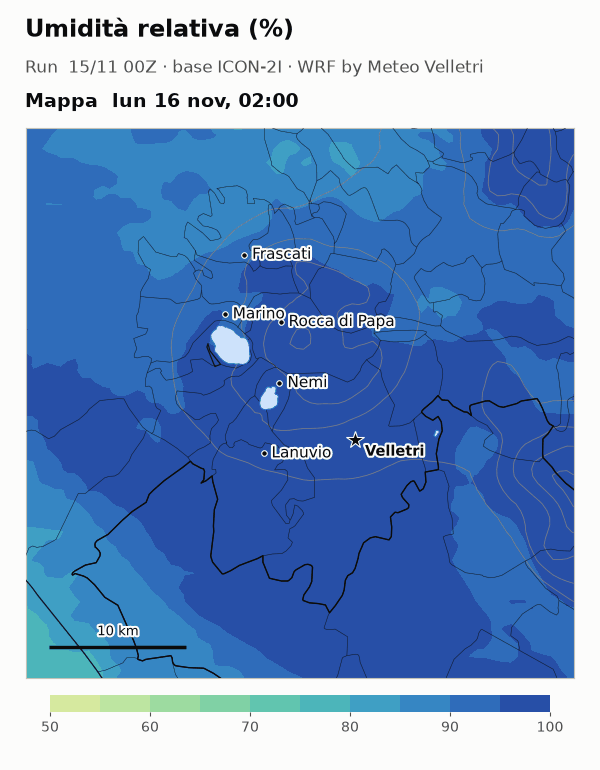 Umidità relativa (%)
Run  15/11 00Z · base ICON-2I · WRF by Meteo Velletri
Mappa  lun 16 nov, 02:00
Frascati
Marino
Rocca di Papa
Nemi
Velletri
Lanuvio
10 km
50 60 70 80 90 100